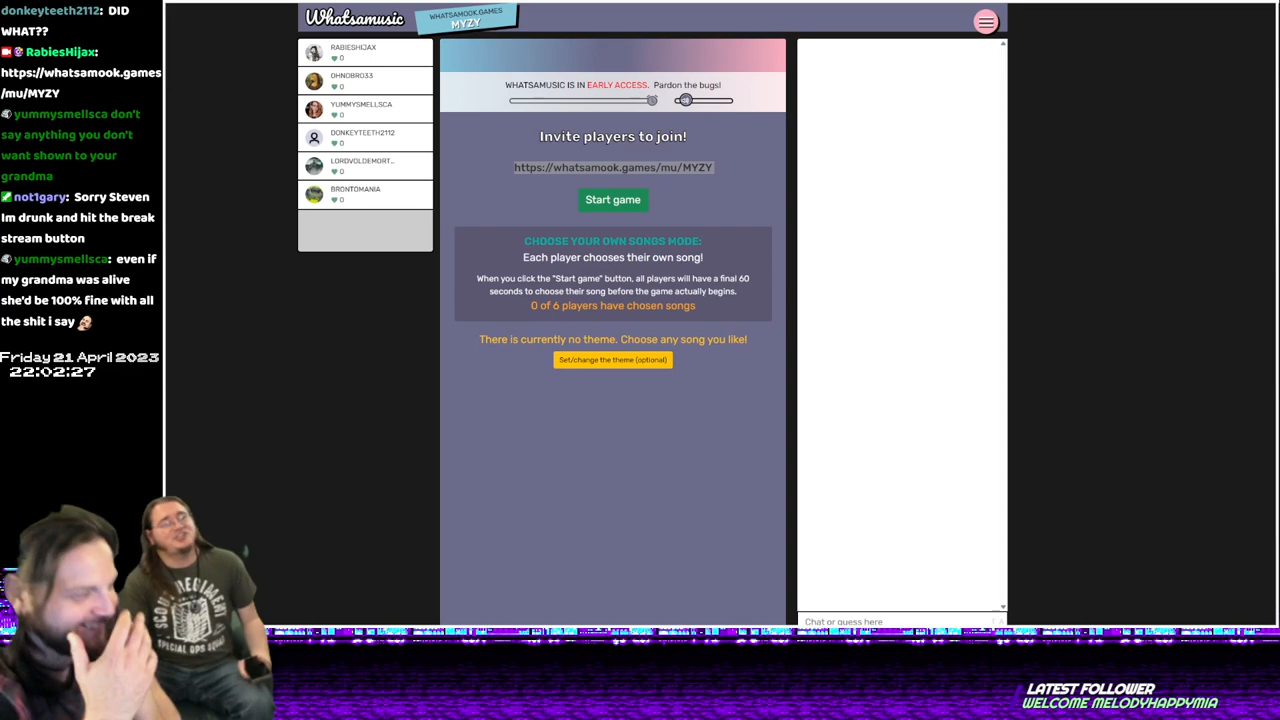 donkeyteeth2112: DID
WHAT??
RabiesHijax:
https://whatsamook.games
/mu/MYZY
yummysmellsca don't
say anything you don't
want shown to your
grandma
not1gary: Sorry Steven
Im drunk and hit the break
stream button
yummysmellsca: even if
my grandma was alive
she'd be 100% fine with all
the shit i say
Friday 21 April 2023
22:02:27
Whatsamusic
WHATSAMOOK.GAMES
MYZY
RABIESHIJAX
0
OHNOBRO33
0
YUMMYSMELLSCA
0
DONKEYTEETH2112
0
LORDVOLDEMORT...
0
BRONTOMANIA
0
WHATSAMUSIC IS IN EARLY ACCESS. Pardon the bugs!
Invite players to join!
https://whatsamook.games/mu/MYZY
Start game
CHOOSE YOUR OWN SONGS MODE:
Each player chooses their own song!
When you click the "Start game" button, all players will have a final 60
seconds to choose their song before the game actually begins.
0 of 6 players have chosen songs
There is currently no theme. Choose any song you like!
Set/change the theme (optional)
Chat or guess here
SPECIAL OPS
LATEST FOLLOWER
WELCOME MELODYHAPPYMIA